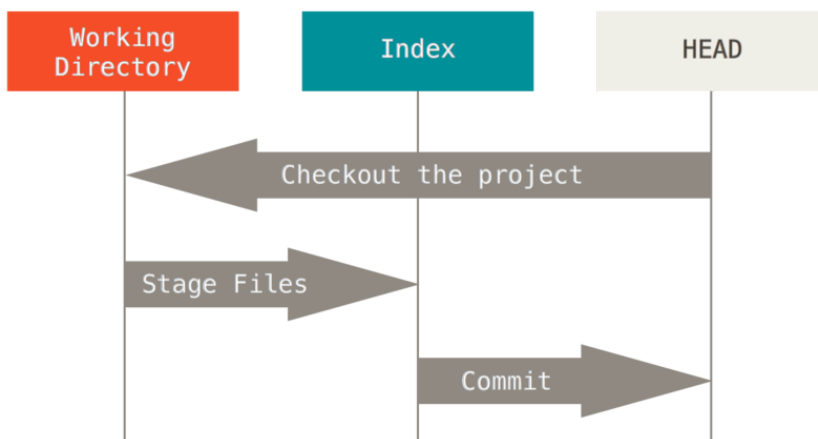 Working
Directory
Index
HEAD
Checkout the project
Stage Files
Commit